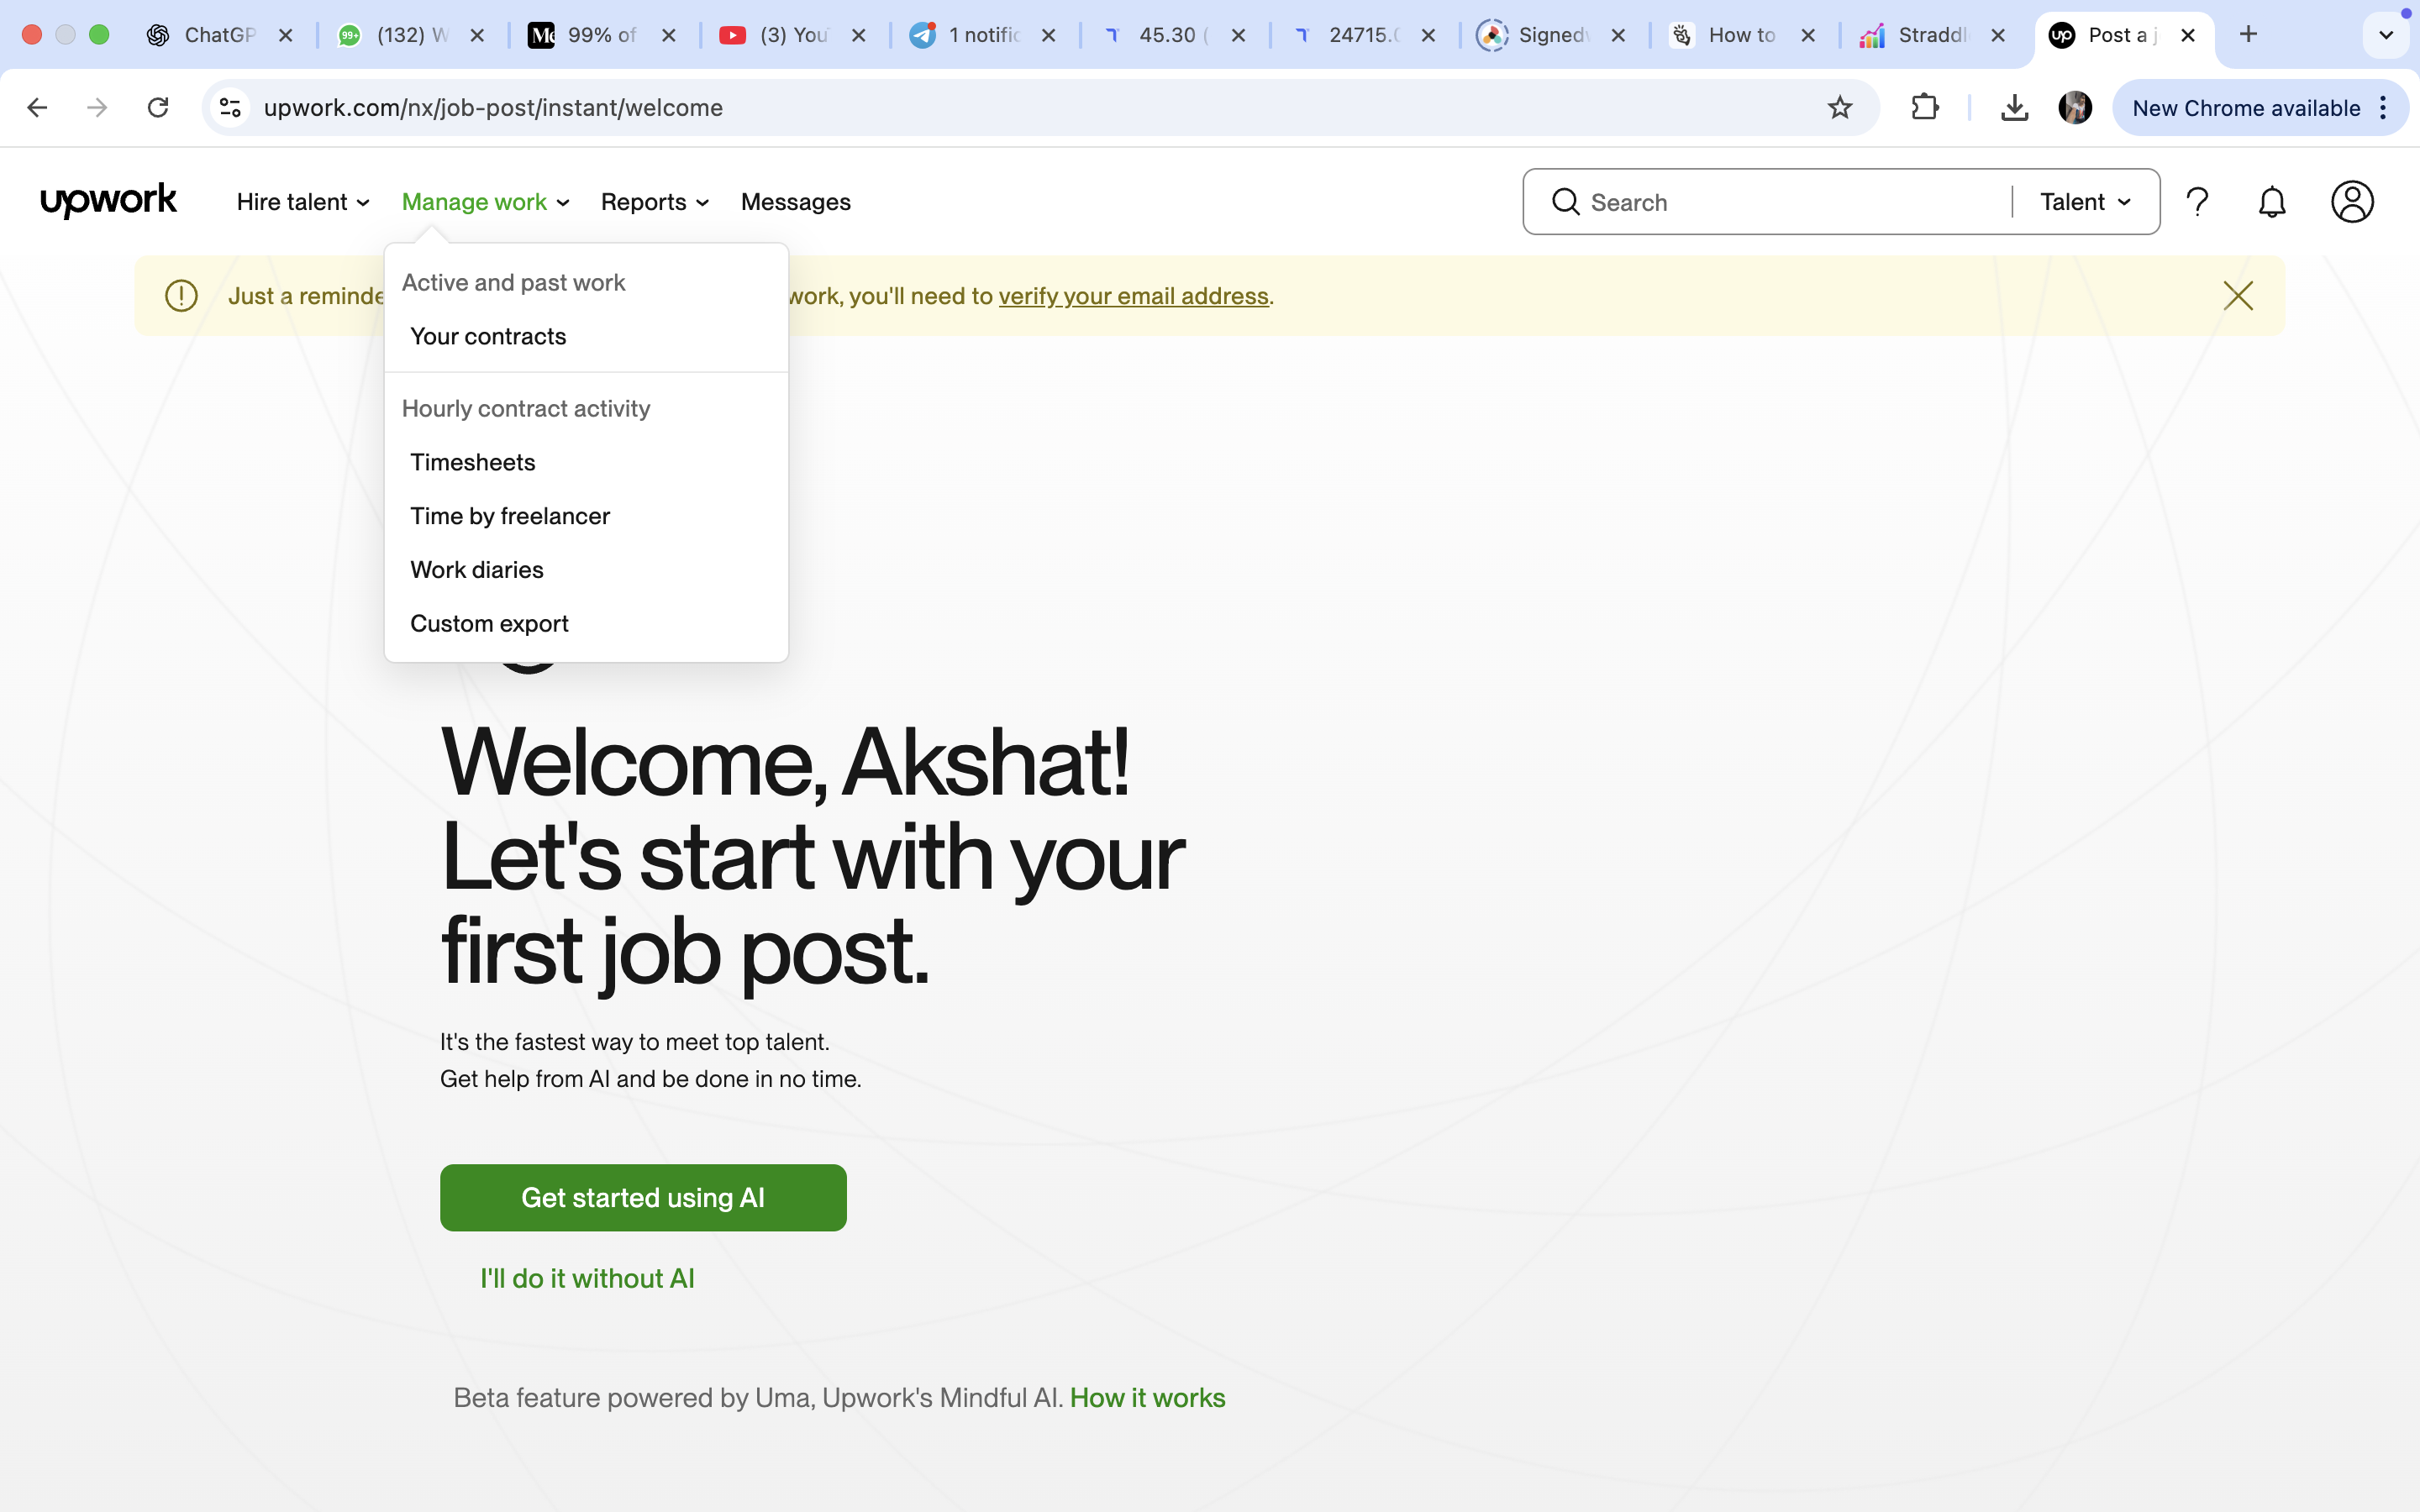 ChatGP
99+ (132) W
99% of
(3) You
1 notific
45.30 (
24715.0
Signedv
How to
Straddl
up Post a j
upwork.com/nx/job-post/instant/welcome
New Chrome available
upwork
Hire talent
Manage work
Reports
Messages
Search
Talent
Just a reminde
work, you'll need to verify your email address.
Active and past work
Your contracts
Hourly contract activity
Timesheets
Time by freelancer
Work diaries
Custom export
Welcome, Akshat!
Let's start with your
first job post.
It's the fastest way to meet top talent.
Get help from AI and be done in no time.
Get started using AI
I'll do it without AI
Beta feature powered by Uma, Upwork's Mindful AI. How it works